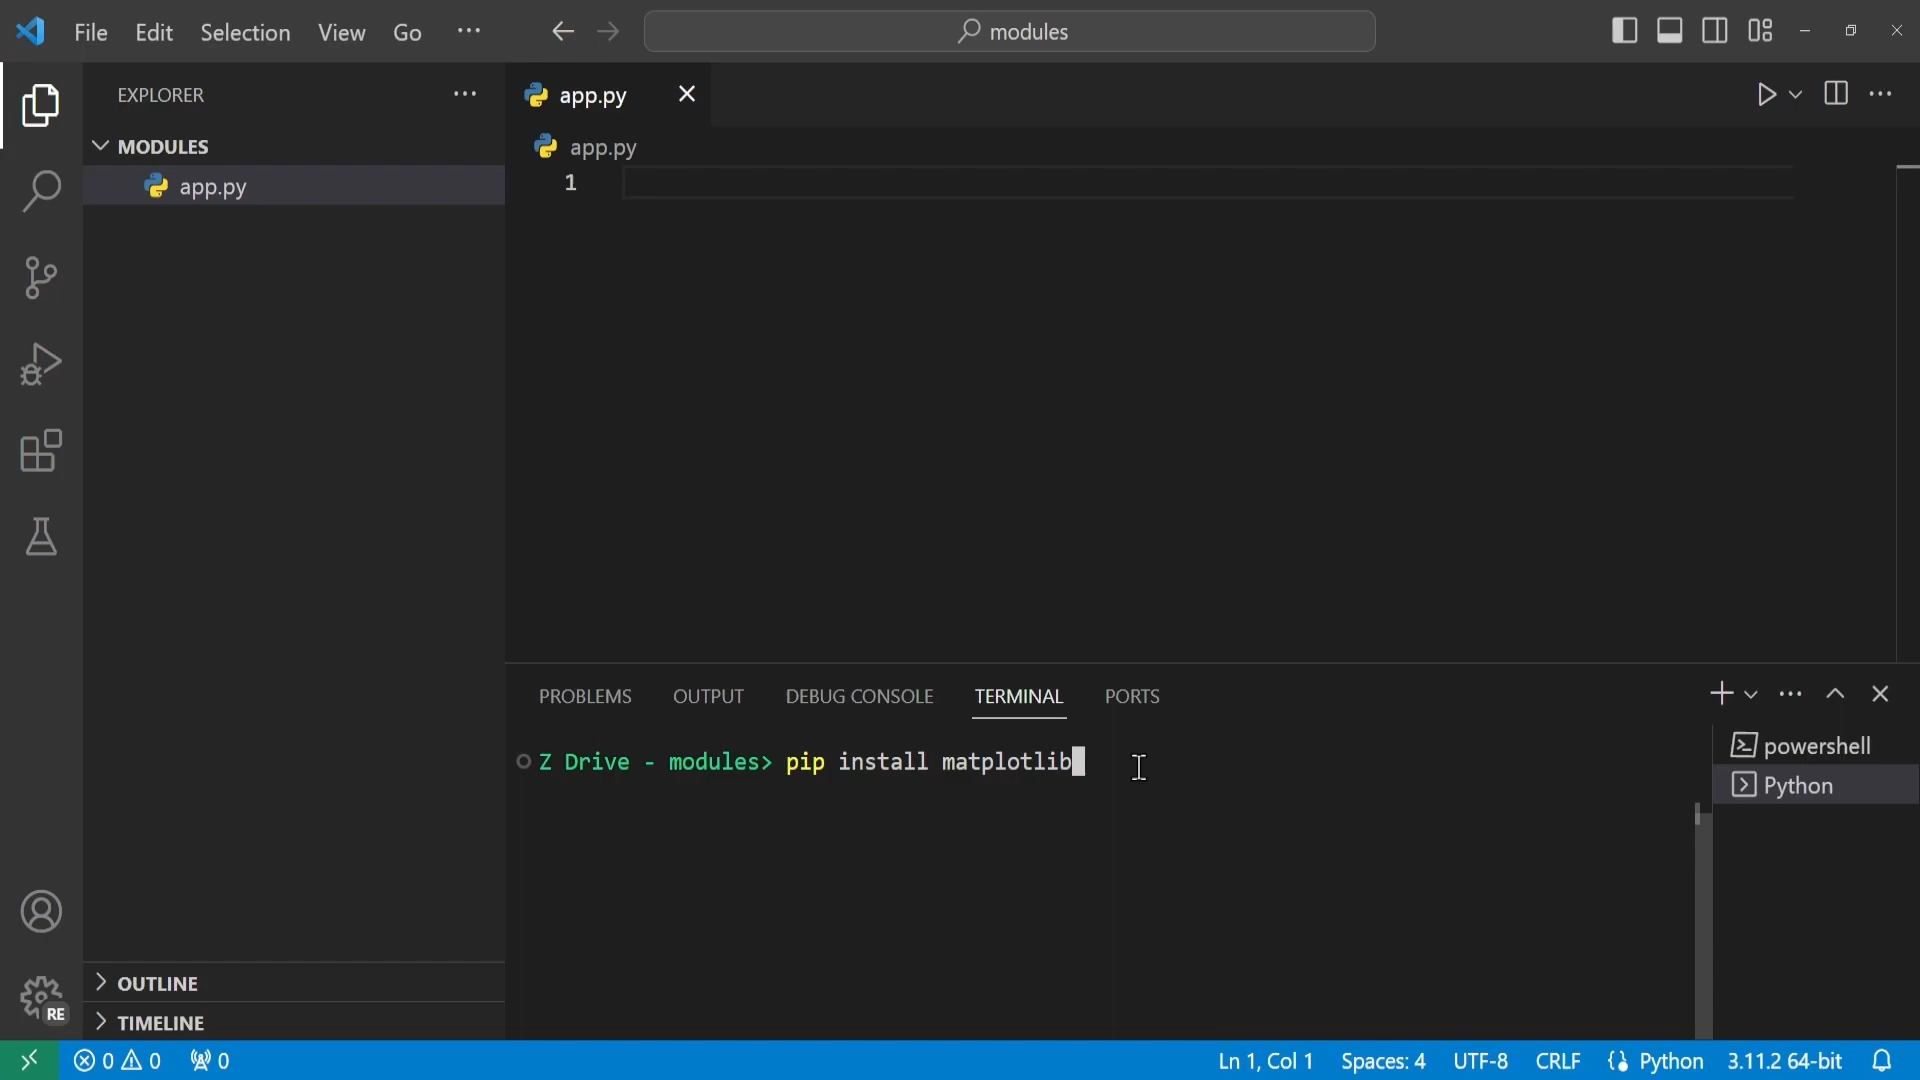 File Edit Selection View Go ···
modules
EXPLORER ···
MODULES
app.py
OUTLINE
TIMELINE
RE
app.py
app.py
1
PROBLEMS OUTPUT DEBUG CONSOLE TERMINAL PORTS
Z Drive - modules> pip install matplotlib
powershell
Python
0 0 0 Ln 1, Col 1 Spaces: 4 UTF-8 CRLF Python 3.11.2 64-bit